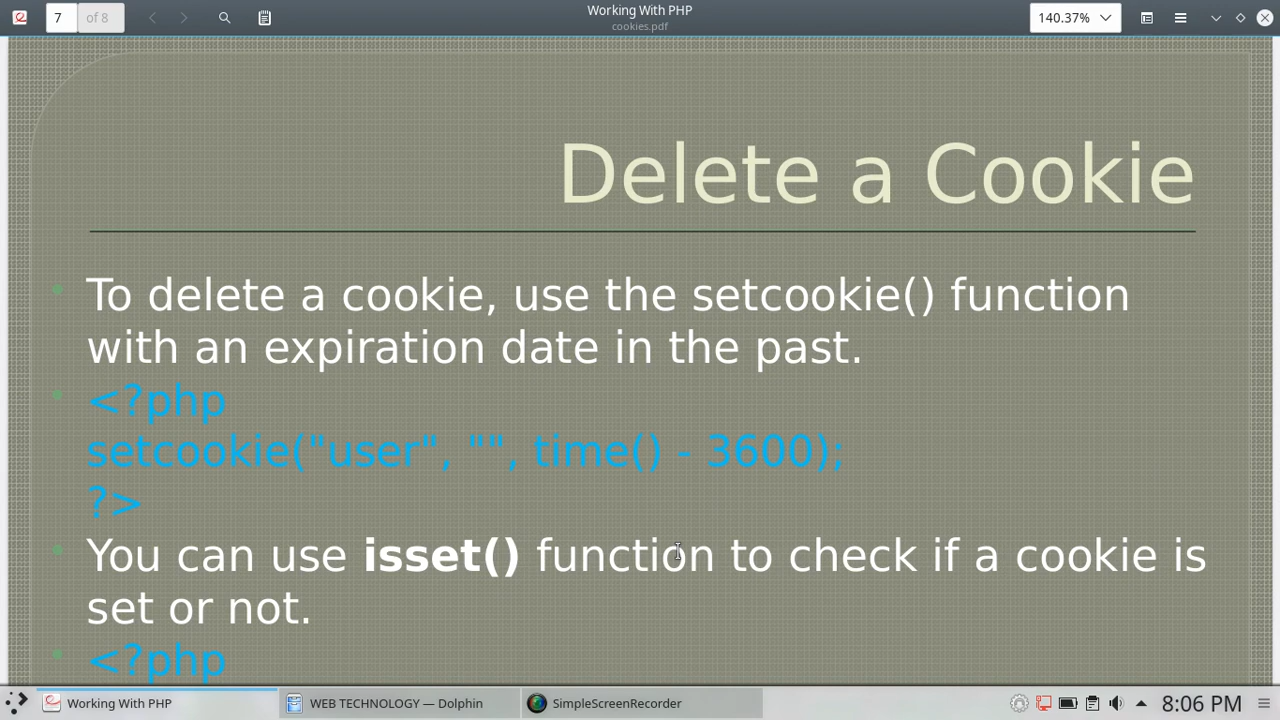 7 of 8
Working With PHP
cookies.pdf
140.37%
Delete a Cookie
• To delete a cookie, use the setcookie() function
with an expiration date in the past.
• <?php
setcookie("user", "", time() - 3600);
?>
• You can use isset() function to check if a cookie is
set or not.
• <?php
Working With PHP
WEB TECHNOLOGY — Dolphin
SimpleScreenRecorder
8:06 PM